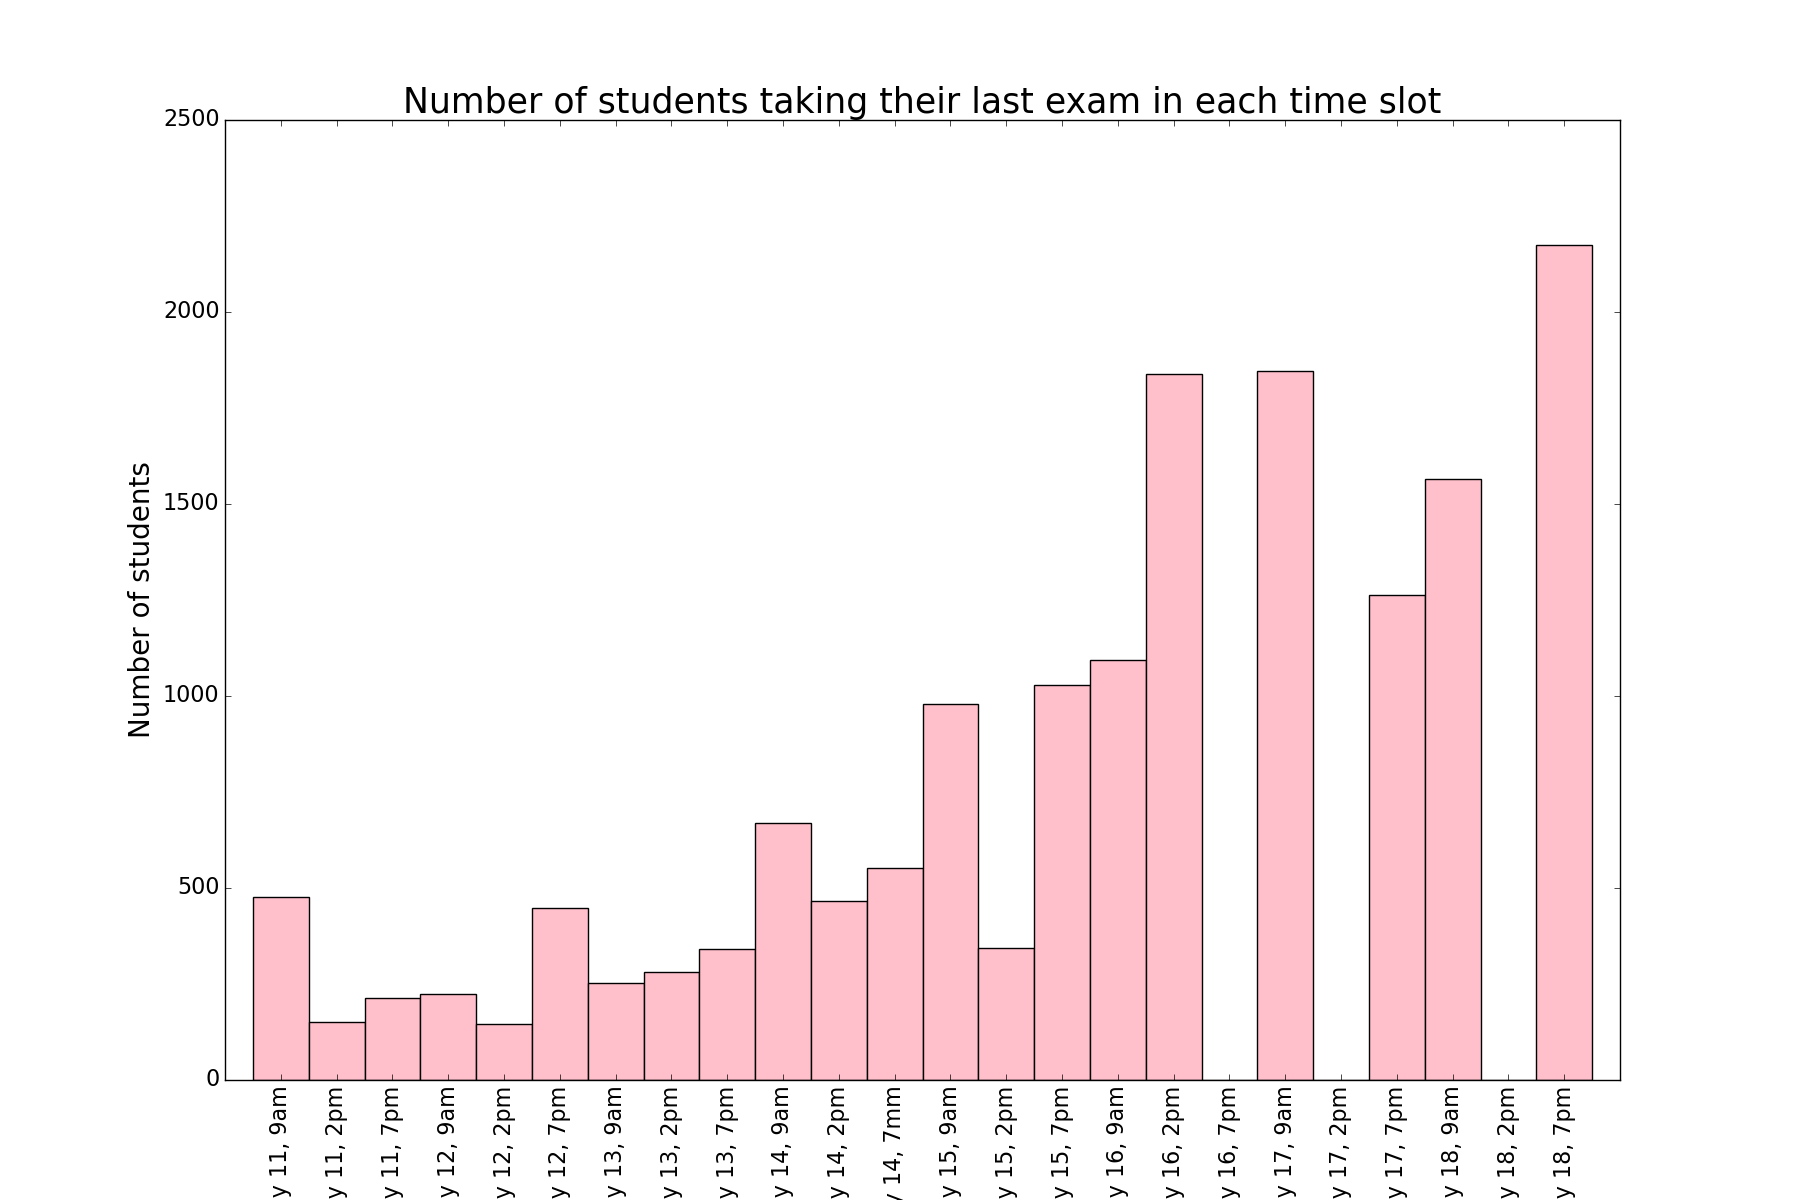 Number of students taking their last exam in each time slot
2500
2000
1500
1000
500
0
Number of students
y 11, 9am
y 11, 2pm
y 11, 7pm
y 12, 9am
y 12, 2pm
y 12, 7pm
y 13, 9am
y 13, 2pm
y 13, 7pm
y 14, 9am
y 14, 2pm
y 14, 7mm
y 15, 9am
y 15, 2pm
y 15, 7pm
y 16, 9am
y 16, 2pm
y 16, 7pm
y 17, 9am
y 17, 2pm
y 17, 7pm
y 18, 9am
y 18, 2pm
y 18, 7pm